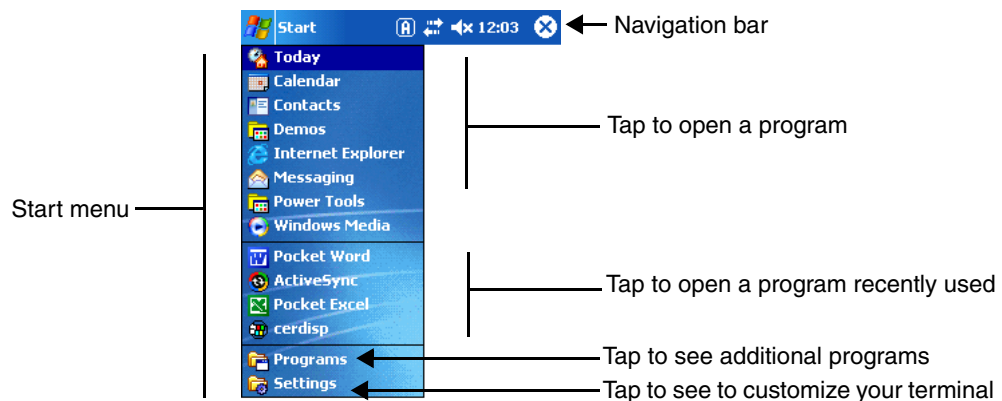 Start A 12:03
Navigation bar
Today
Calendar
Contacts
Demos
Internet Explorer
Messaging
Power Tools
Windows Media
Tap to open a program
Start menu
Pocket Word
ActiveSync
Pocket Excel
cerdisp
Tap to open a program recently used
Programs
Tap to see additional programs
Settings
Tap to see to customize your terminal